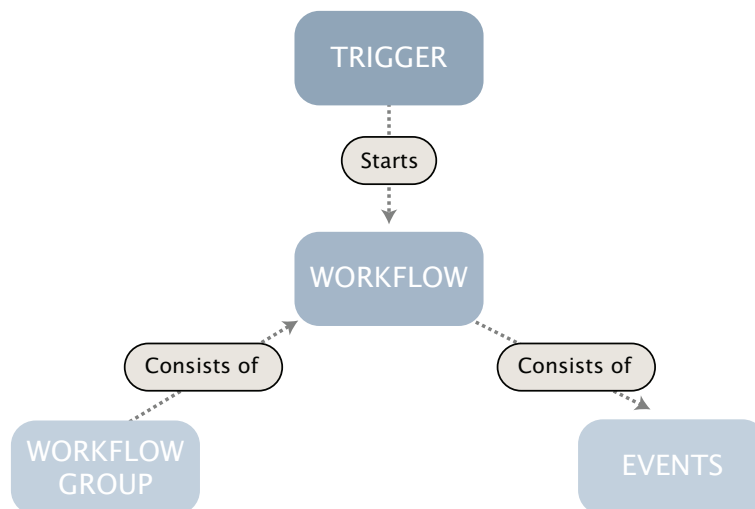 TRIGGER
Starts
WORKFLOW
Consists of
Consists of
WORKFLOW
GROUP
EVENTS